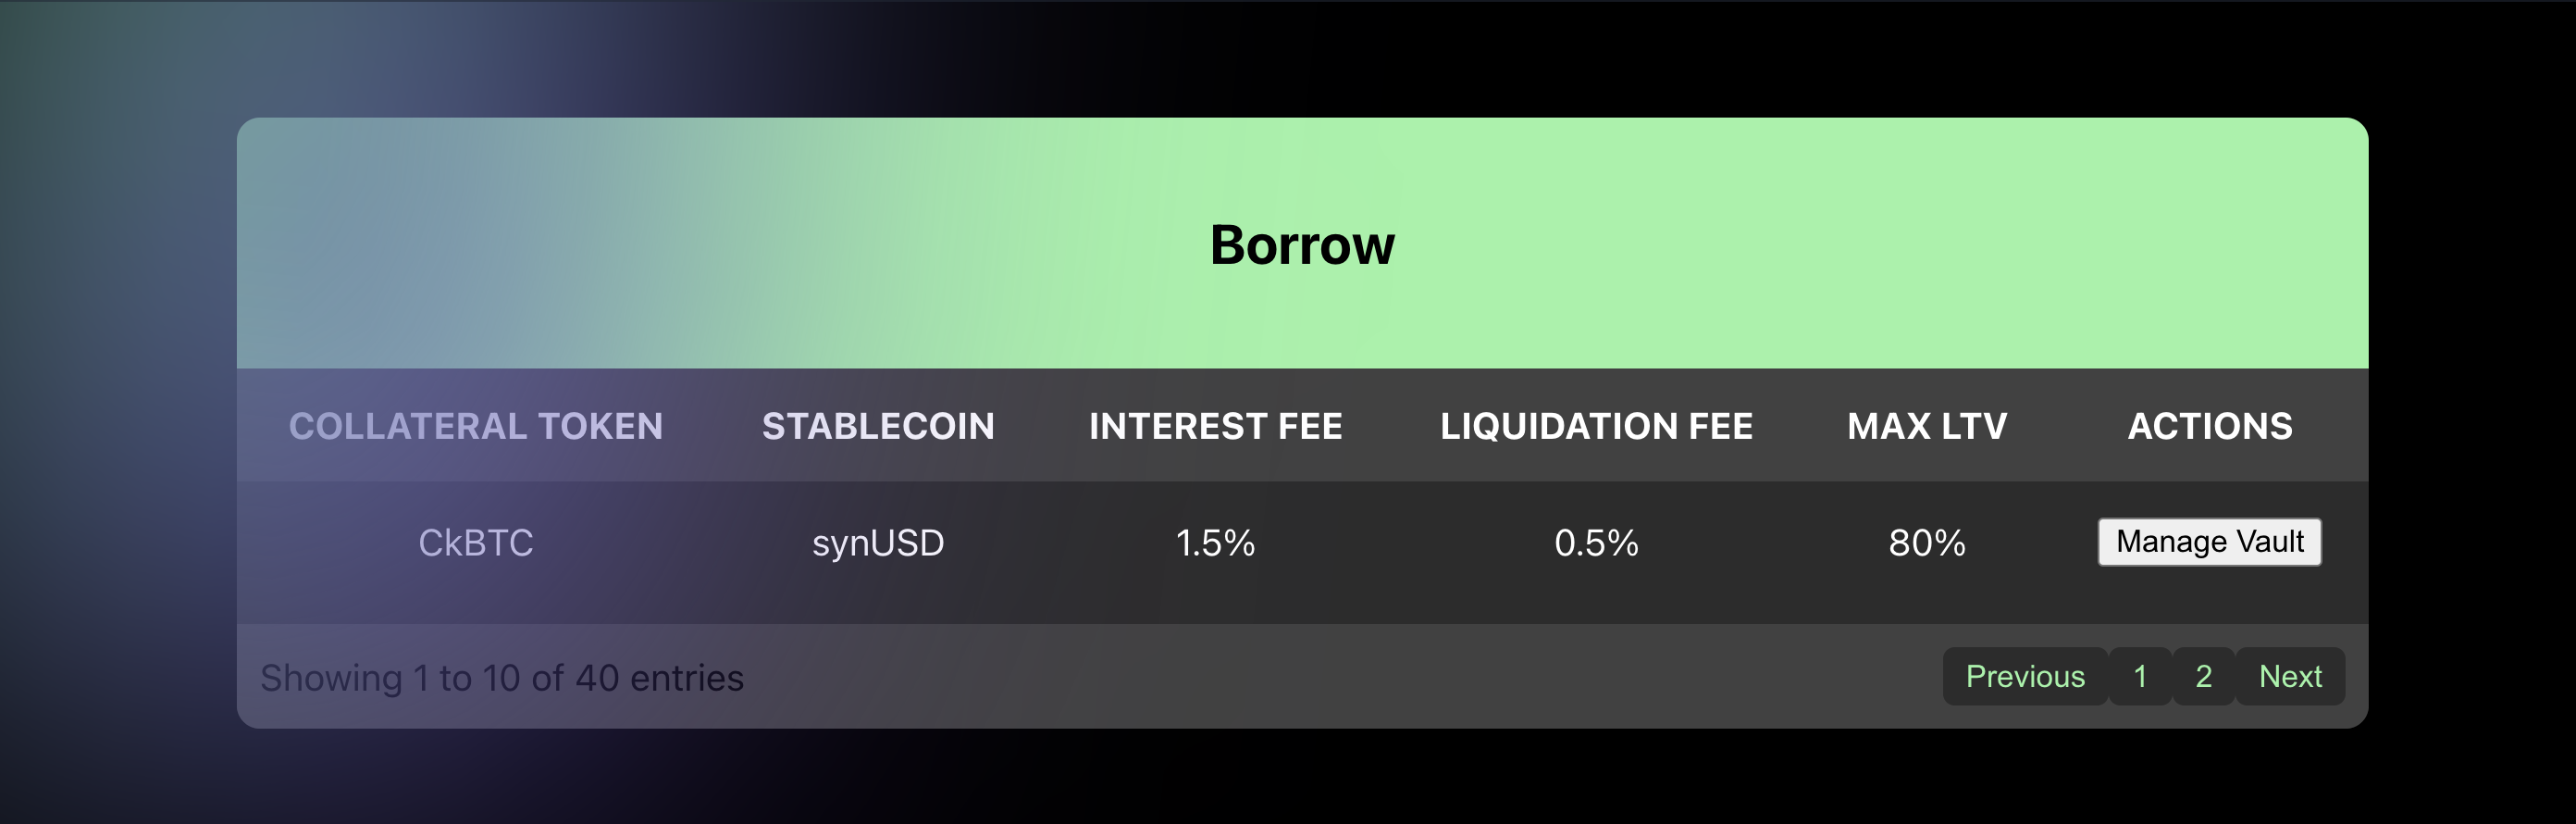 Borrow
COLLATERAL TOKEN STABLECOIN INTEREST FEE LIQUIDATION FEE MAX LTV ACTIONS
CkBTC synUSD 1.5% 0.5% 80% Manage Vault
Showing 1 to 10 of 40 entries Previous 1 2 Next